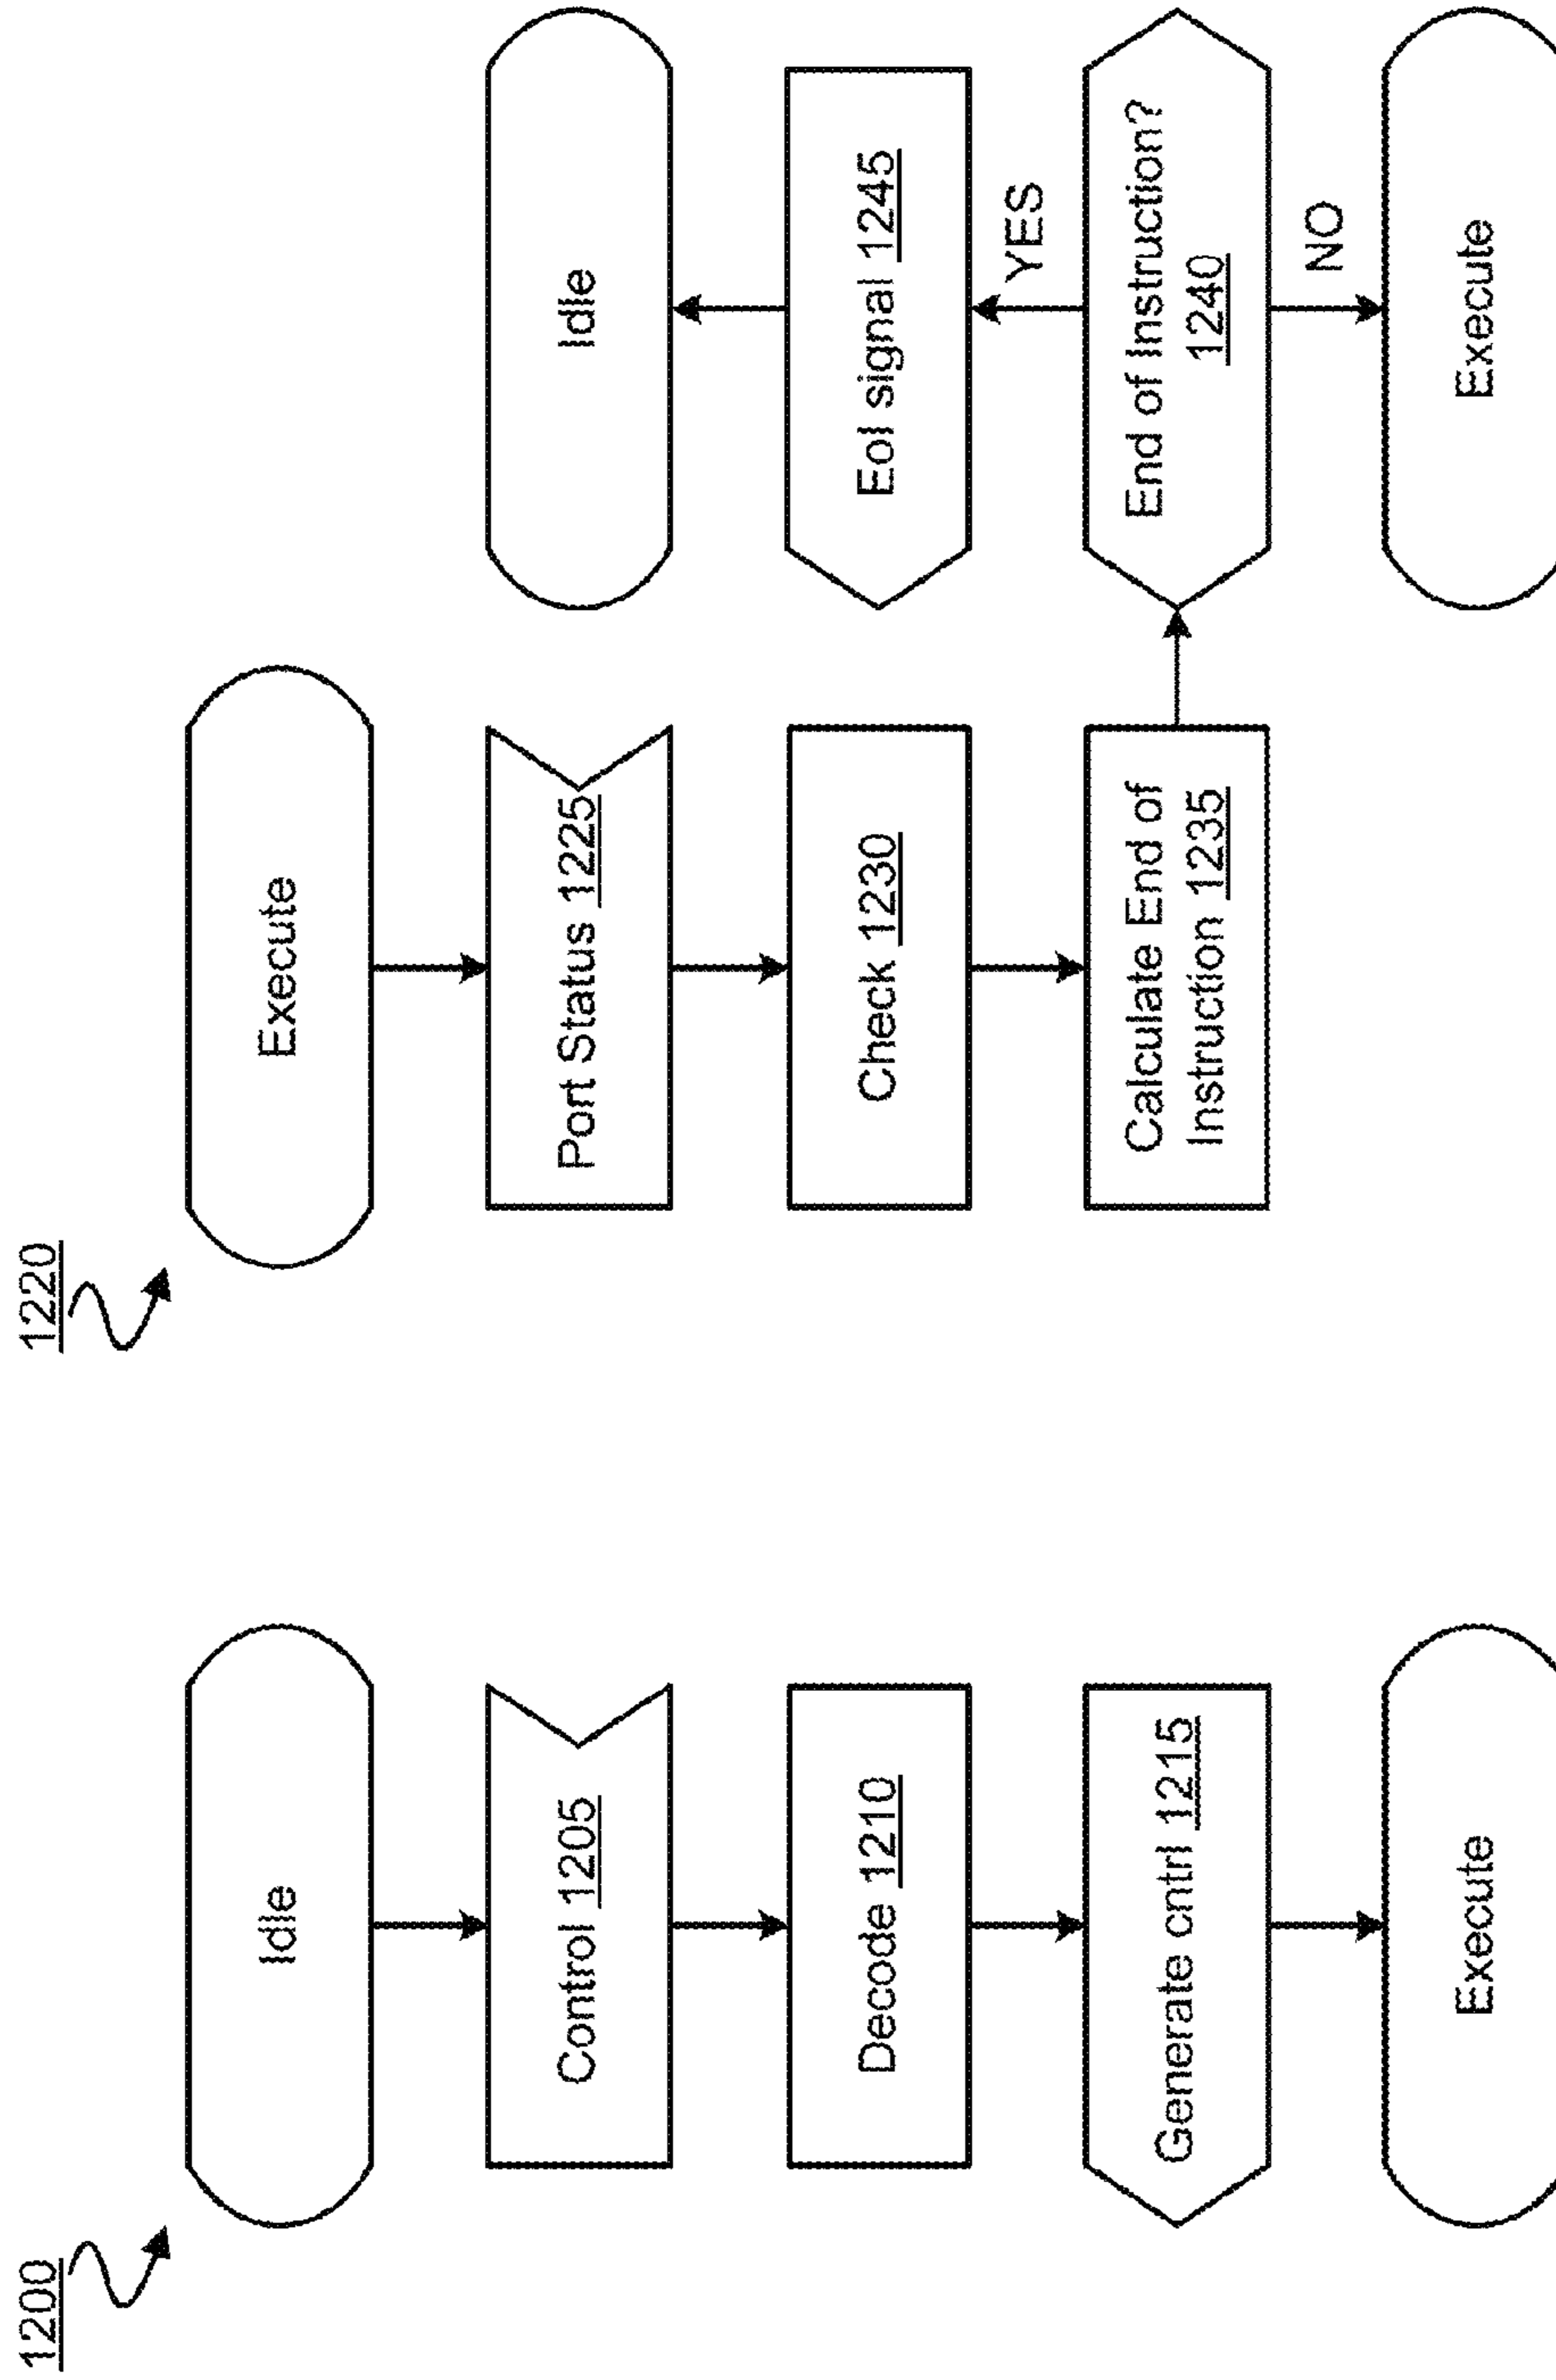 1200
Idle
Control 1205
Decode 1210
Generate cntrl 1215
Execute
1220
Execute
Port Status 1225
Check 1230
Calculate End of
Instruction 1235
Idle
EoI signal 1245
YES
End of Instruction?
1240
NO
Execute